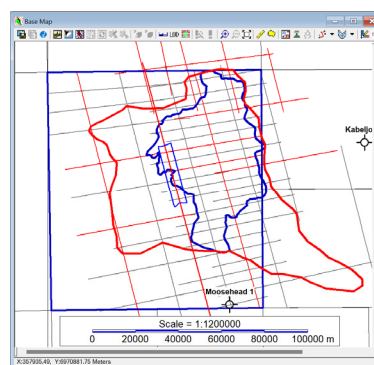 Base Map
LBD
Kabeljo
Moosehead 1
Scale = 1:1200000
0 20000 40000 60000 80000 100000 m
X:357935.49, Y:6970881.75 Meters